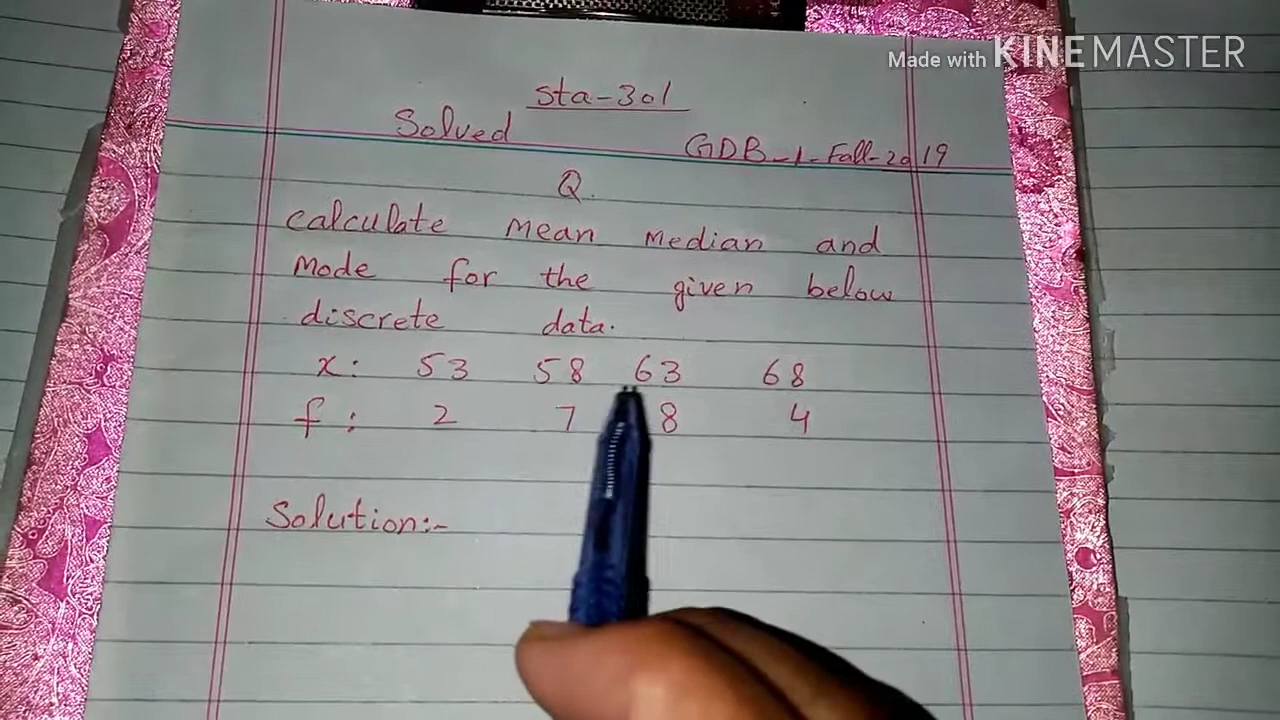 Made with KINEMASTER
Sta-301
Solved GDB-1-Fall-2019
Q.
Calculate mean median and
mode for the given below
discrete data.
x: 53 58 63 68
f: 2 7 8 4
Solution:-